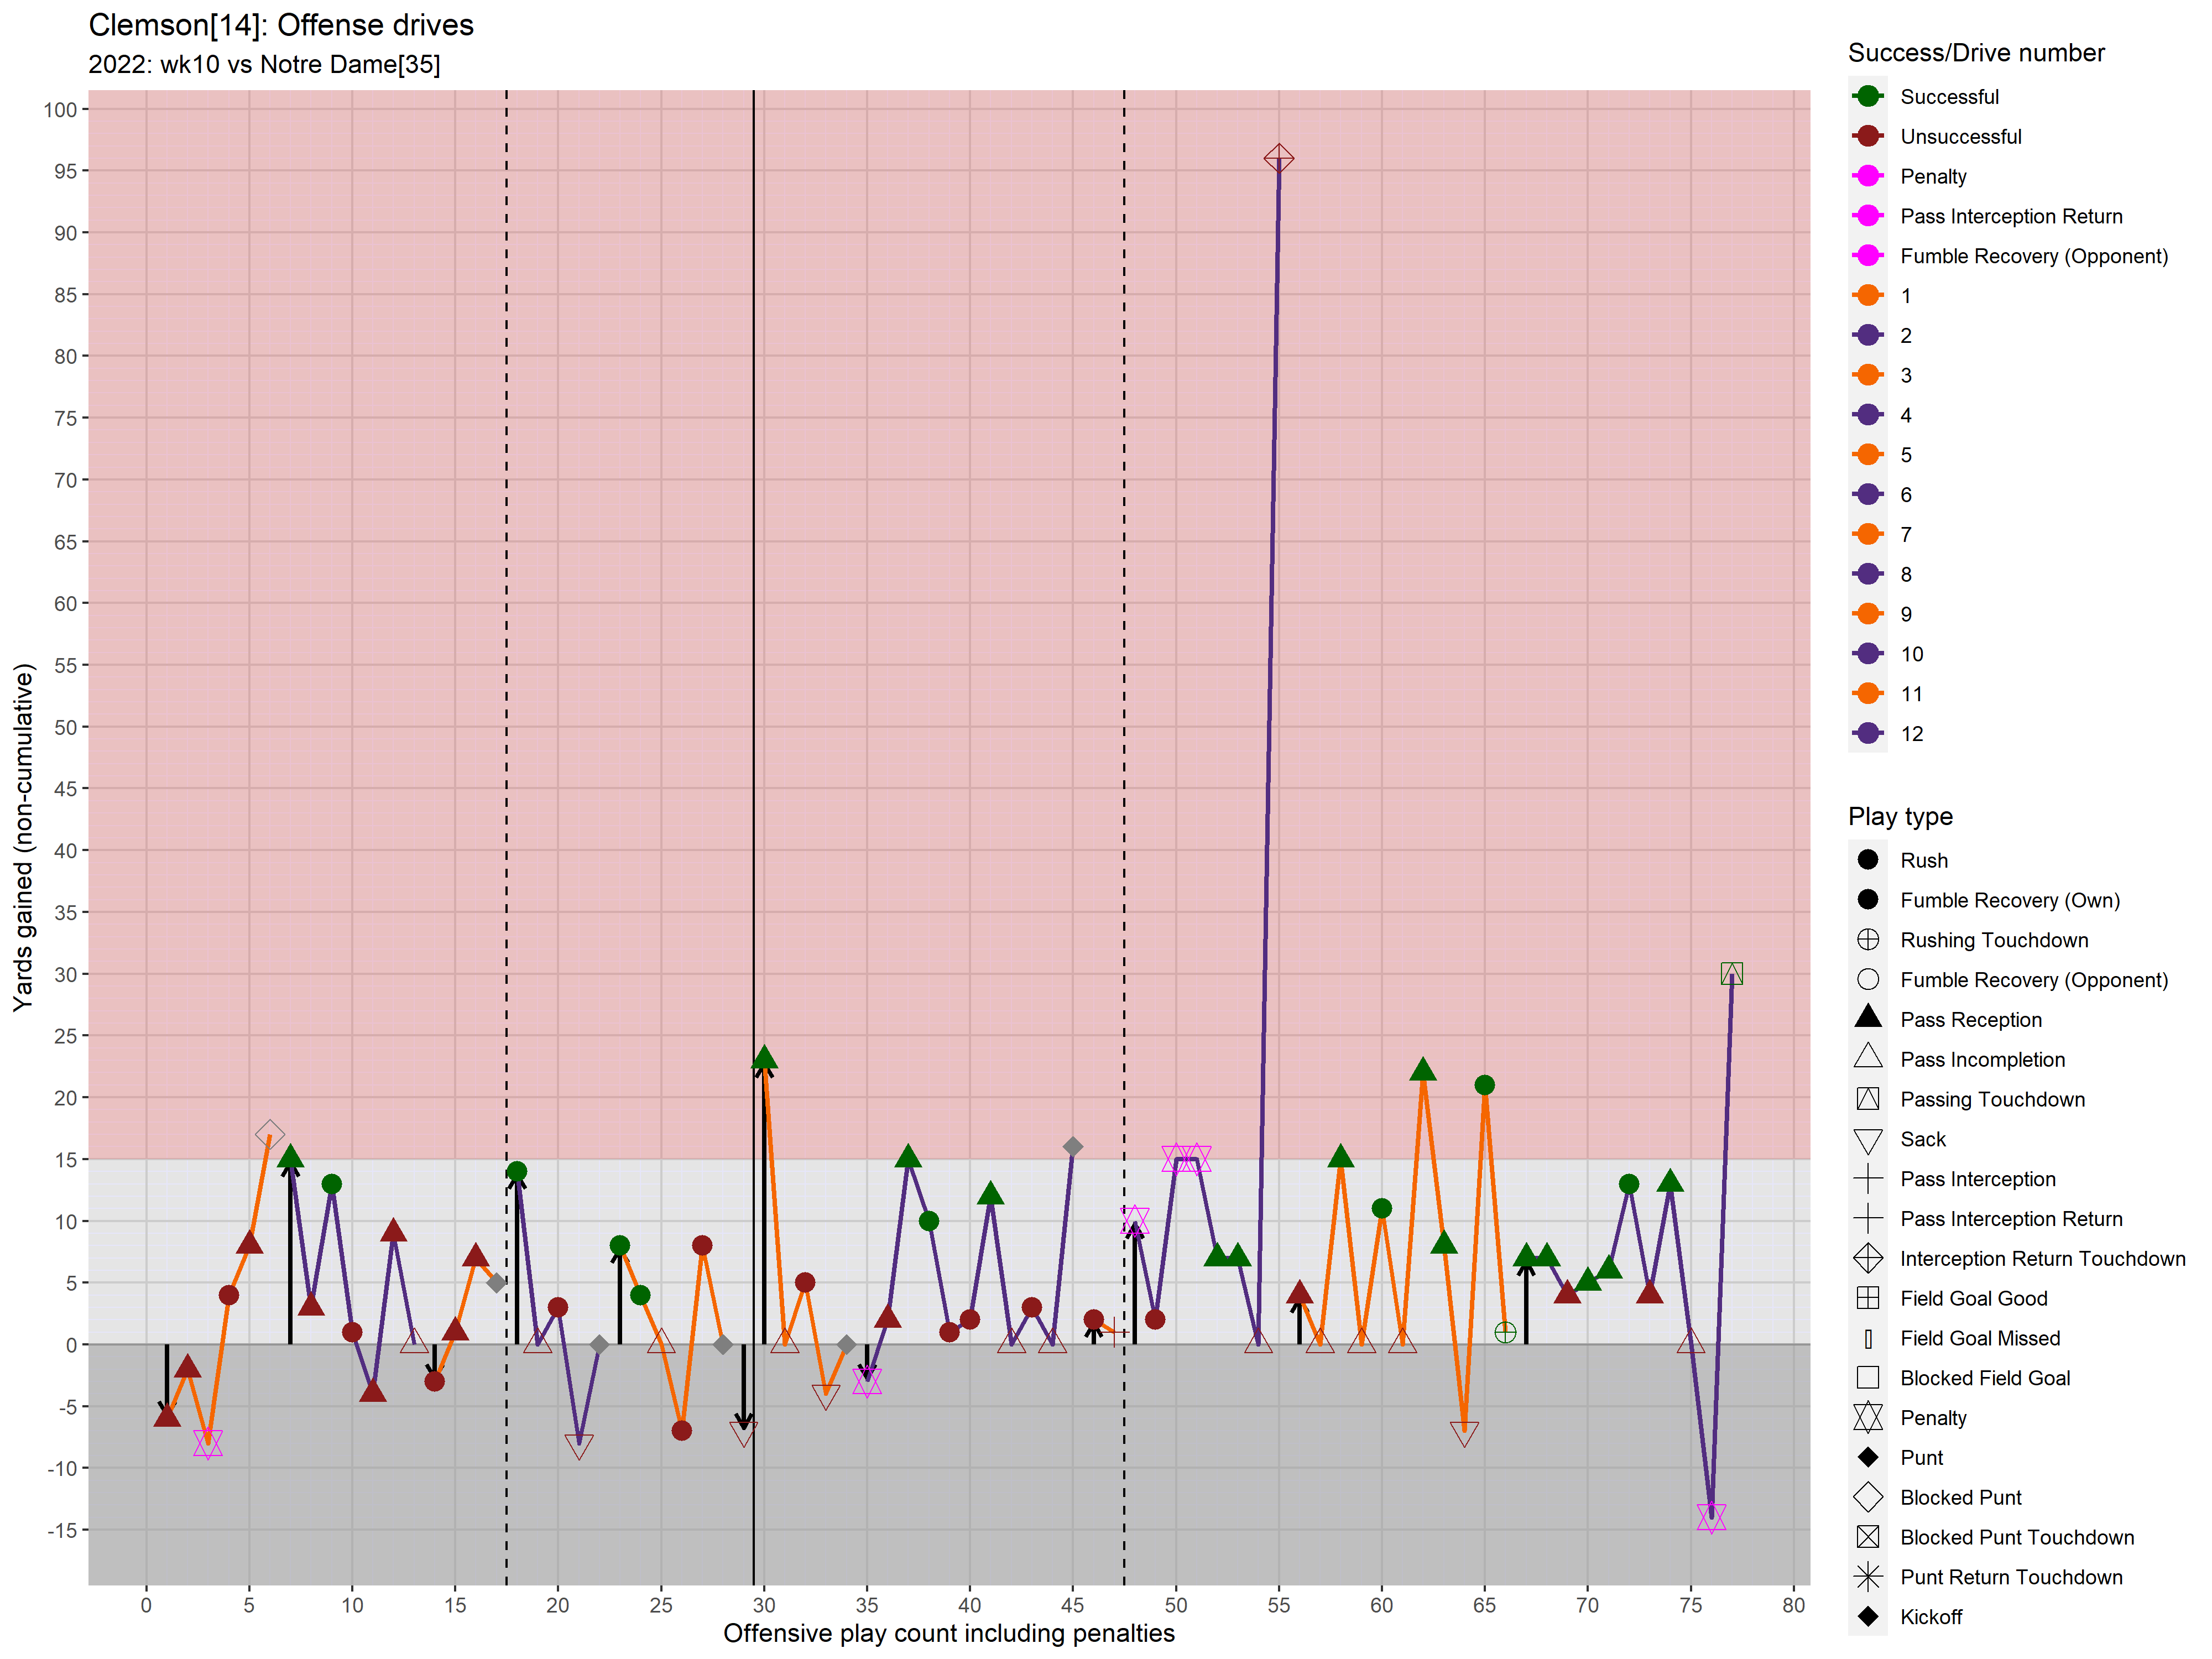 Clemson[14]: Offense drives
2022: wk10 vs Notre Dame[35]
Yards gained (non-cumulative)
100
95
90
85
80
75
70
65
60
55
50
45
40
35
30
25
20
15
10
5
0
-5
-10
-15
0 5 10 15 20 25 30 35 40 45 50 55 60 65 70 75 80
Offensive play count including penalties
Success/Drive number
Successful
Unsuccessful
Penalty
Pass Interception Return
Fumble Recovery (Opponent)
1
2
3
4
5
6
7
8
9
10
11
12
Play type
Rush
Fumble Recovery (Own)
Rushing Touchdown
Fumble Recovery (Opponent)
Pass Reception
Pass Incompletion
Passing Touchdown
Sack
Pass Interception
Pass Interception Return
Interception Return Touchdown
Field Goal Good
Field Goal Missed
Blocked Field Goal
Penalty
Punt
Blocked Punt
Blocked Punt Touchdown
Punt Return Touchdown
Kickoff